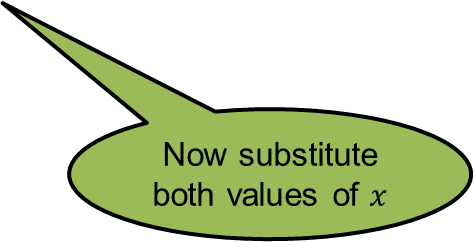 Now substitute
both values of 𝑥